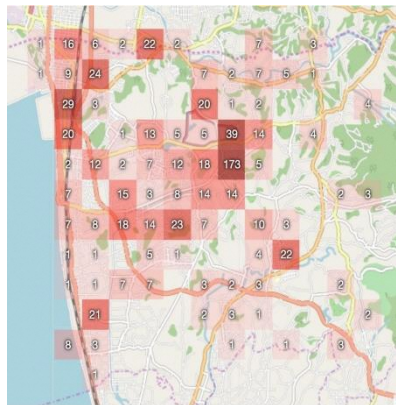 1 16 6 2 22 2 7 3
1 9 24 7 2 7 5 1
29 3 20 1 2 4
20 1 13 5 5 39 14 4
2 12 2 7 12 18 173 5
7 15 3 8 14 14 2 3
7 8 18 14 23 7 10 3
1 1 5 1 4 22
1 1 7 7 3 2 3 2
21 2 3 1 2
8 3 1 1 3
1